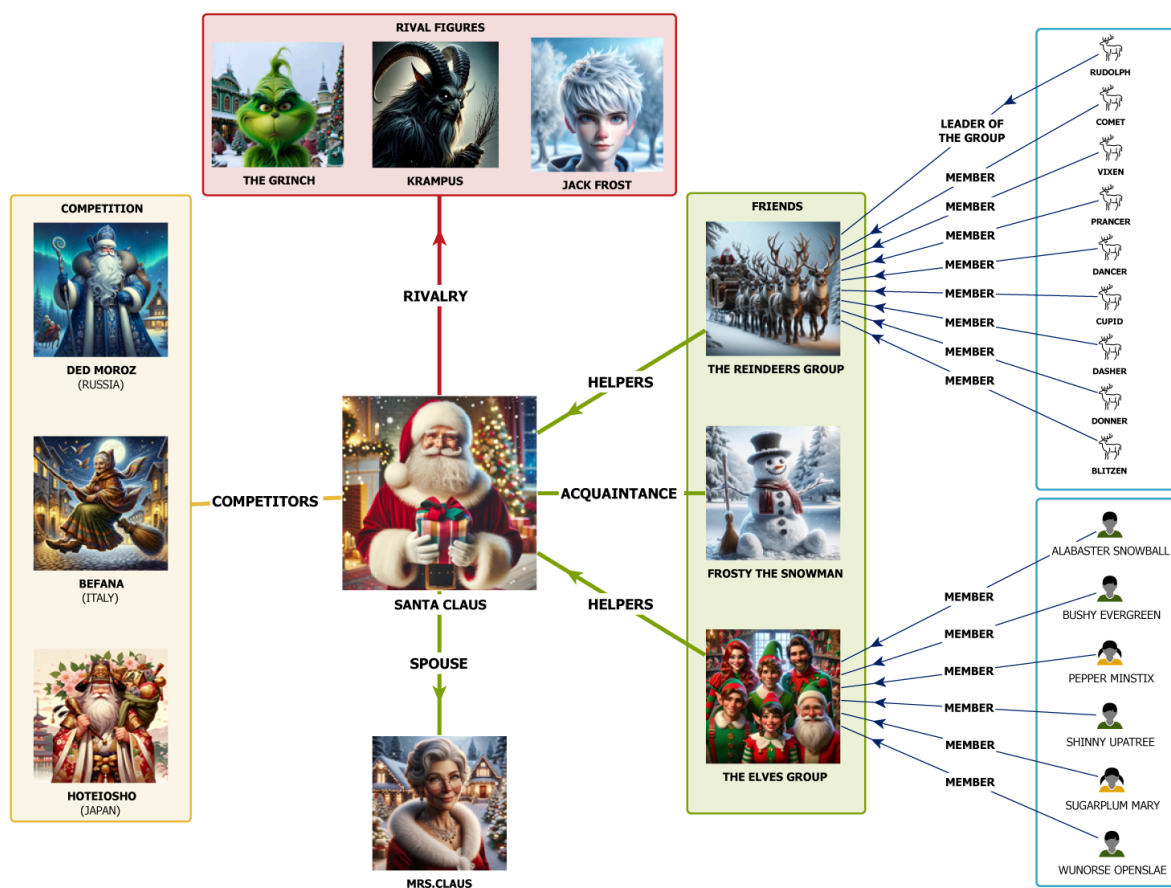 RIVAL FIGURES
THE GRINCH
KRAMPUS
JACK FROST
RIVALRY
COMPETITION
DED MOROZ
(RUSSIA)
BEFANA
(ITALY)
HOTEIOSHO
(JAPAN)
COMPETITORS
SANTA CLAUS
SPOUSE
MRS.CLAUS
HELPERS
ACQUAINTANCE
HELPERS
FRIENDS
THE REINDEERS GROUP
FROSTY THE SNOWMAN
THE ELVES GROUP
LEADER OF
THE GROUP
MEMBER
MEMBER
MEMBER
MEMBER
MEMBER
MEMBER
MEMBER
MEMBER
RUDOLPH
COMET
VIXEN
PRANCER
DANCER
CUPID
DASHER
DONNER
BLITZEN
MEMBER
MEMBER
MEMBER
MEMBER
MEMBER
MEMBER
ALABASTER SNOWBALL
BUSHY EVERGREEN
PEPPER MINSTIX
SHINNY UPATREE
SUGARPLUM MARY
WUNORSE OPENSLAE